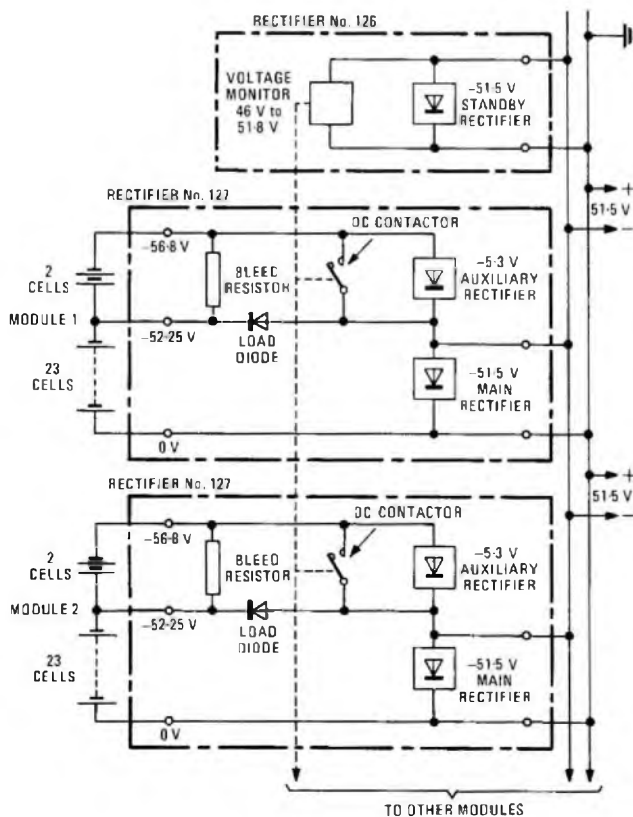 RECTIFIER No. 126
VOLTAGE
MONITOR
46 V to
51·8 V
–51·5 V
STANDBY
RECTIFIER
+
51·5 V
–
RECTIFIER No. 127
DC CONTACTOR
–56·8 V
2
CELLS
BLEED
RESISTOR
–5·3 V
AUXILIARY
RECTIFIER
MODULE 1
–52·25 V
LOAD
DIODE
23
CELLS
–51·5 V
MAIN
RECTIFIER
0 V
+
51·5 V
–
RECTIFIER No. 127
DC CONTACTOR
–56·8 V
2
CELLS
BLEED
RESISTOR
–5·3 V
AUXILIARY
RECTIFIER
MODULE 2
–52·25 V
LOAD
DIODE
23
CELLS
–51·5 V
MAIN
RECTIFIER
0 V
TO OTHER MODULES